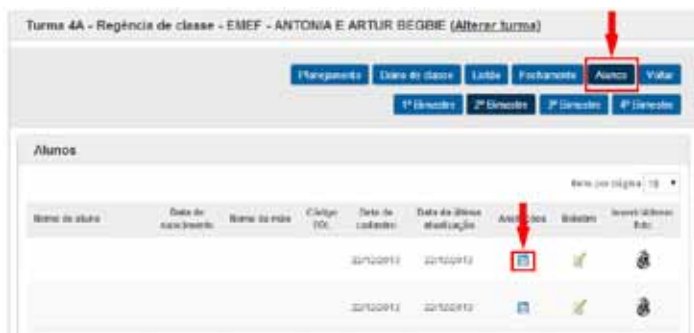 Turma 4A - Regência de classe - EMEF - ANTONIA E ARTUR BEGBIE (Alterar turma)
Planejamento Diário de classe Listão Fechamento Alunos Voltar
1º Bimestre 2º Bimestre 3º Bimestre 4º Bimestre
Alunos
Itens por página 10
Nome do aluno Data de nascimento Nome da mãe Código EOL Data de cadastro Data da última atualização Boletim
22/12/2013 22/12/2013
22/12/2013 22/12/2013